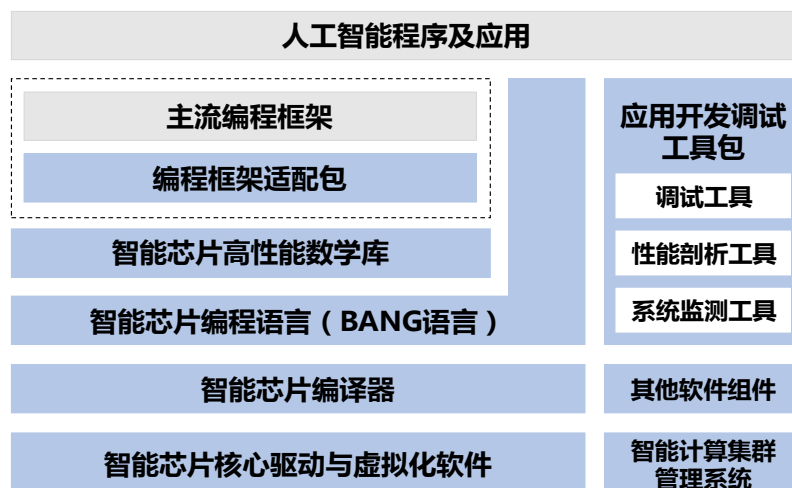 人工智能程序及应用
主流编程框架
编程框架适配包
智能芯片高性能数学库
智能芯片编程语言（BANG语言）
智能芯片编译器
智能芯片核心驱动与虚拟化软件
应用开发调试
工具包
调试工具
性能剖析工具
系统监测工具
其他软件组件
智能计算集群
管理系统